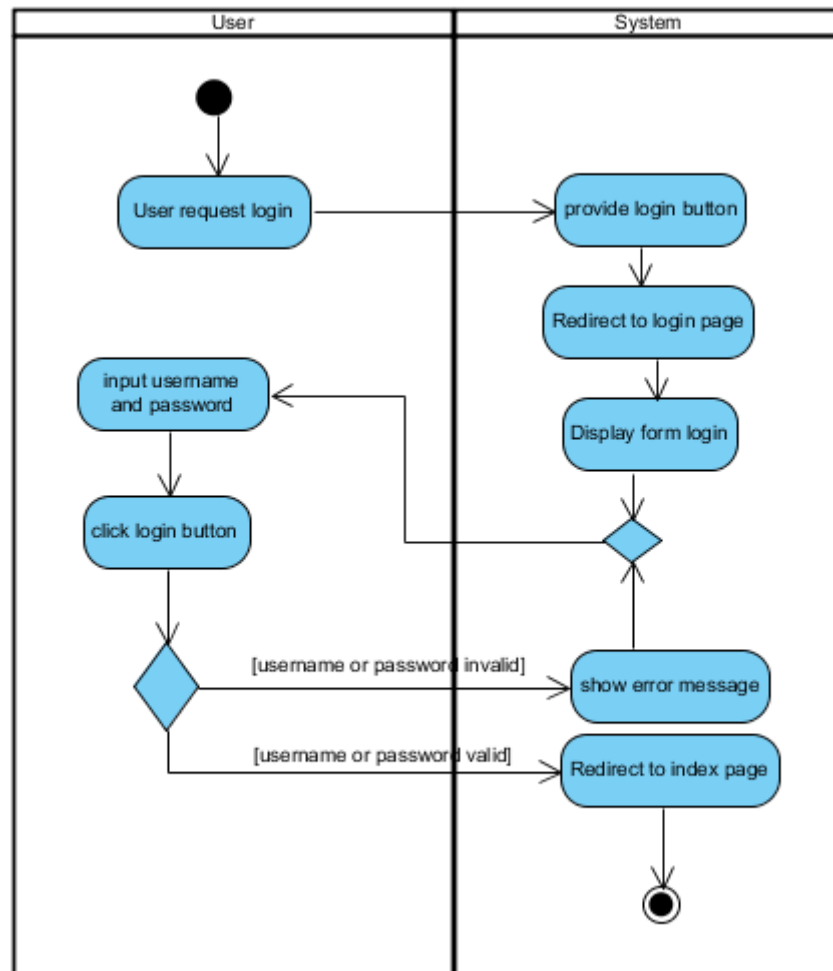 User
System
User request login
provide login button
Redirect to login page
input username
and password
Display form login
click login button
[username or password invalid]
show error message
[username or password valid]
Redirect to index page